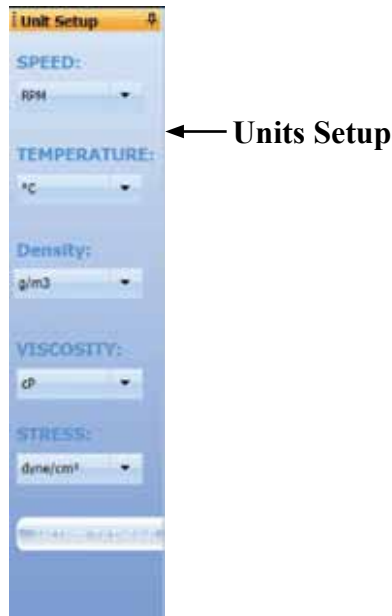 Unit Setup
SPEED:
RPM
Units Setup
TEMPERATURE:
°C
Density:
g/m3
VISCOSITY:
cP
STRESS:
dyne/cm²